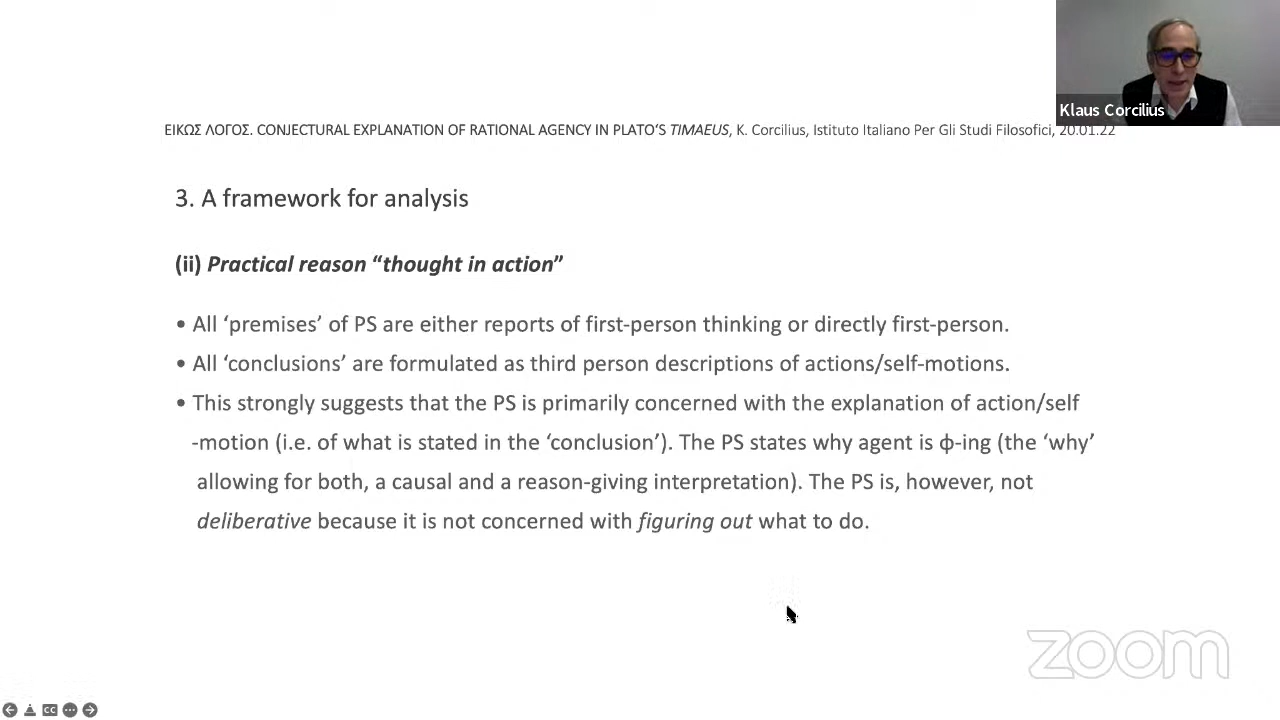 Klaus Corcilius
ΕΙΚΩΣ ΛΟΓΟΣ. CONJECTURAL EXPLANATION OF RATIONAL AGENCY IN PLATO‘S TIMAEUS, K. Corcilius, Istituto Italiano Per Gli Studi Filosofici, 20.01.22
3. A framework for analysis
(ii) Practical reason “thought in action”
• All ‘premises’ of PS are either reports of first-person thinking or directly first-person.
• All ‘conclusions’ are formulated as third person descriptions of actions/self-motions.
• This strongly suggests that the PS is primarily concerned with the explanation of action/self
-motion (i.e. of what is stated in the ‘conclusion’). The PS states why agent is ф-ing (the ‘why’
allowing for both, a causal and a reason-giving interpretation). The PS is, however, not
deliberative because it is not concerned with figuring out what to do.
zoom
CC